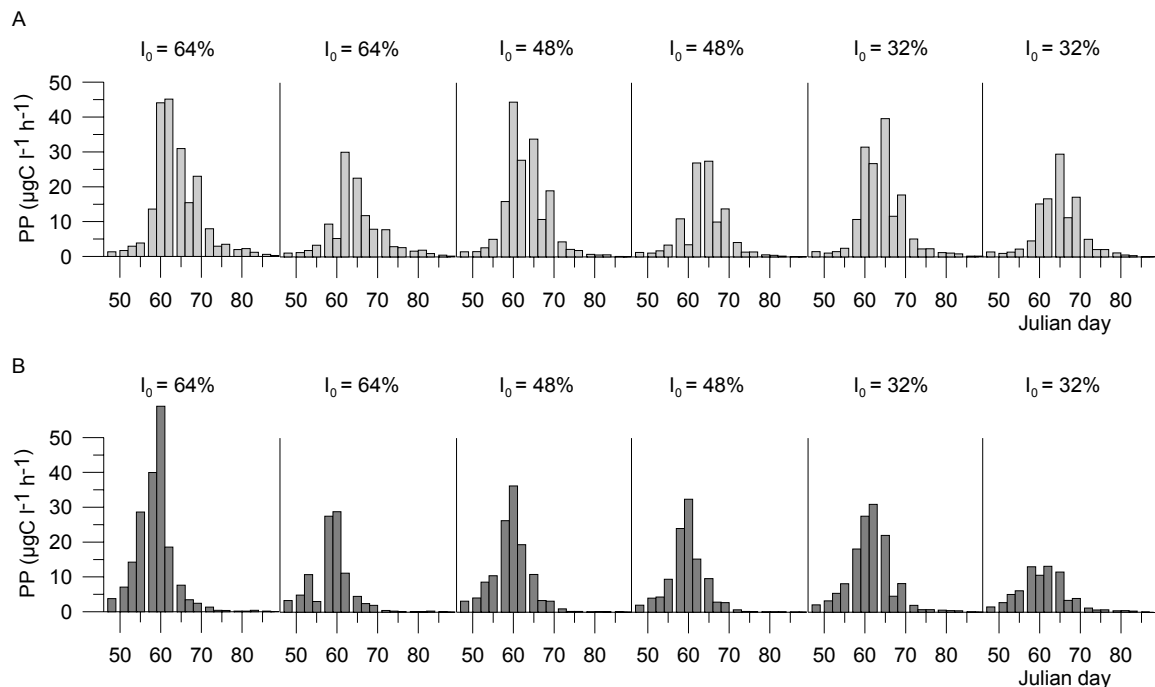 A
I0 = 64% I0 = 64% I0 = 48% I0 = 48% I0 = 32% I0 = 32%
50
40
30
20
10
0
PP (µgC l-1 h-1)
50 60 70 80 50 60 70 80 50 60 70 80 50 60 70 80 50 60 70 80 50 60 70 80
Julian day
B
I0 = 64% I0 = 64% I0 = 48% I0 = 48% I0 = 32% I0 = 32%
50
40
30
20
10
0
PP (µgC l-1 h-1)
50 60 70 80 50 60 70 80 50 60 70 80 50 60 70 80 50 60 70 80 50 60 70 80
Julian day